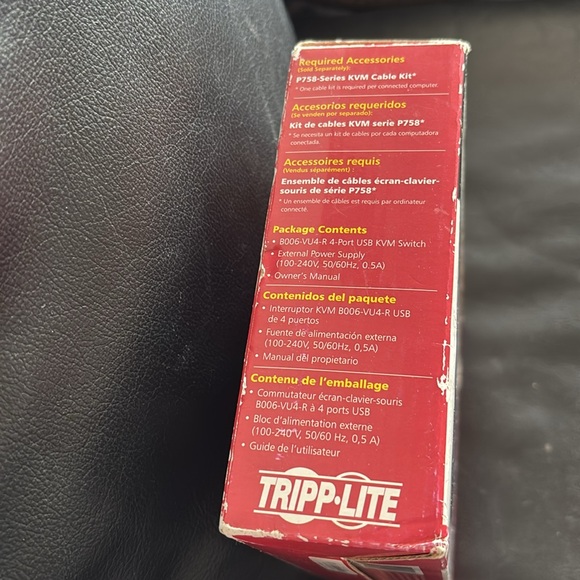 Required Accessories
(Sold Separately):
P758-Series KVM Cable Kit*
* One cable kit is required per connected computer.
Accesorios requeridos
(Se venden por separado):
Kit de cables KVM serie P758*
* Se necesita un kit de cables por cada computadora
conectada.
Accessoires requis
(Vendus séparément) :
Ensemble de câbles écran-clavier-
souris de série P758*
* Un ensemble de câbles est requis par ordinateur
connecté.
Package Contents
• B006-VU4-R 4-Port USB KVM Switch
• External Power Supply
(100-240V, 50/60Hz, 0.5A)
• Owner's Manual
Contenidos del paquete
• Interruptor KVM B006-VU4-R USB
de 4 puertos
• Fuente de alimentación externa
(100-240V, 50/60Hz, 0,5A)
• Manual del propietario
Contenu de l'emballage
• Commutateur écran-clavier-souris
B006-VU4-R à 4 ports USB
• Bloc d'alimentation externe
(100-240 V, 50/60 Hz, 0,5 A)
• Guide de l'utilisateur
TRIPP·LITE